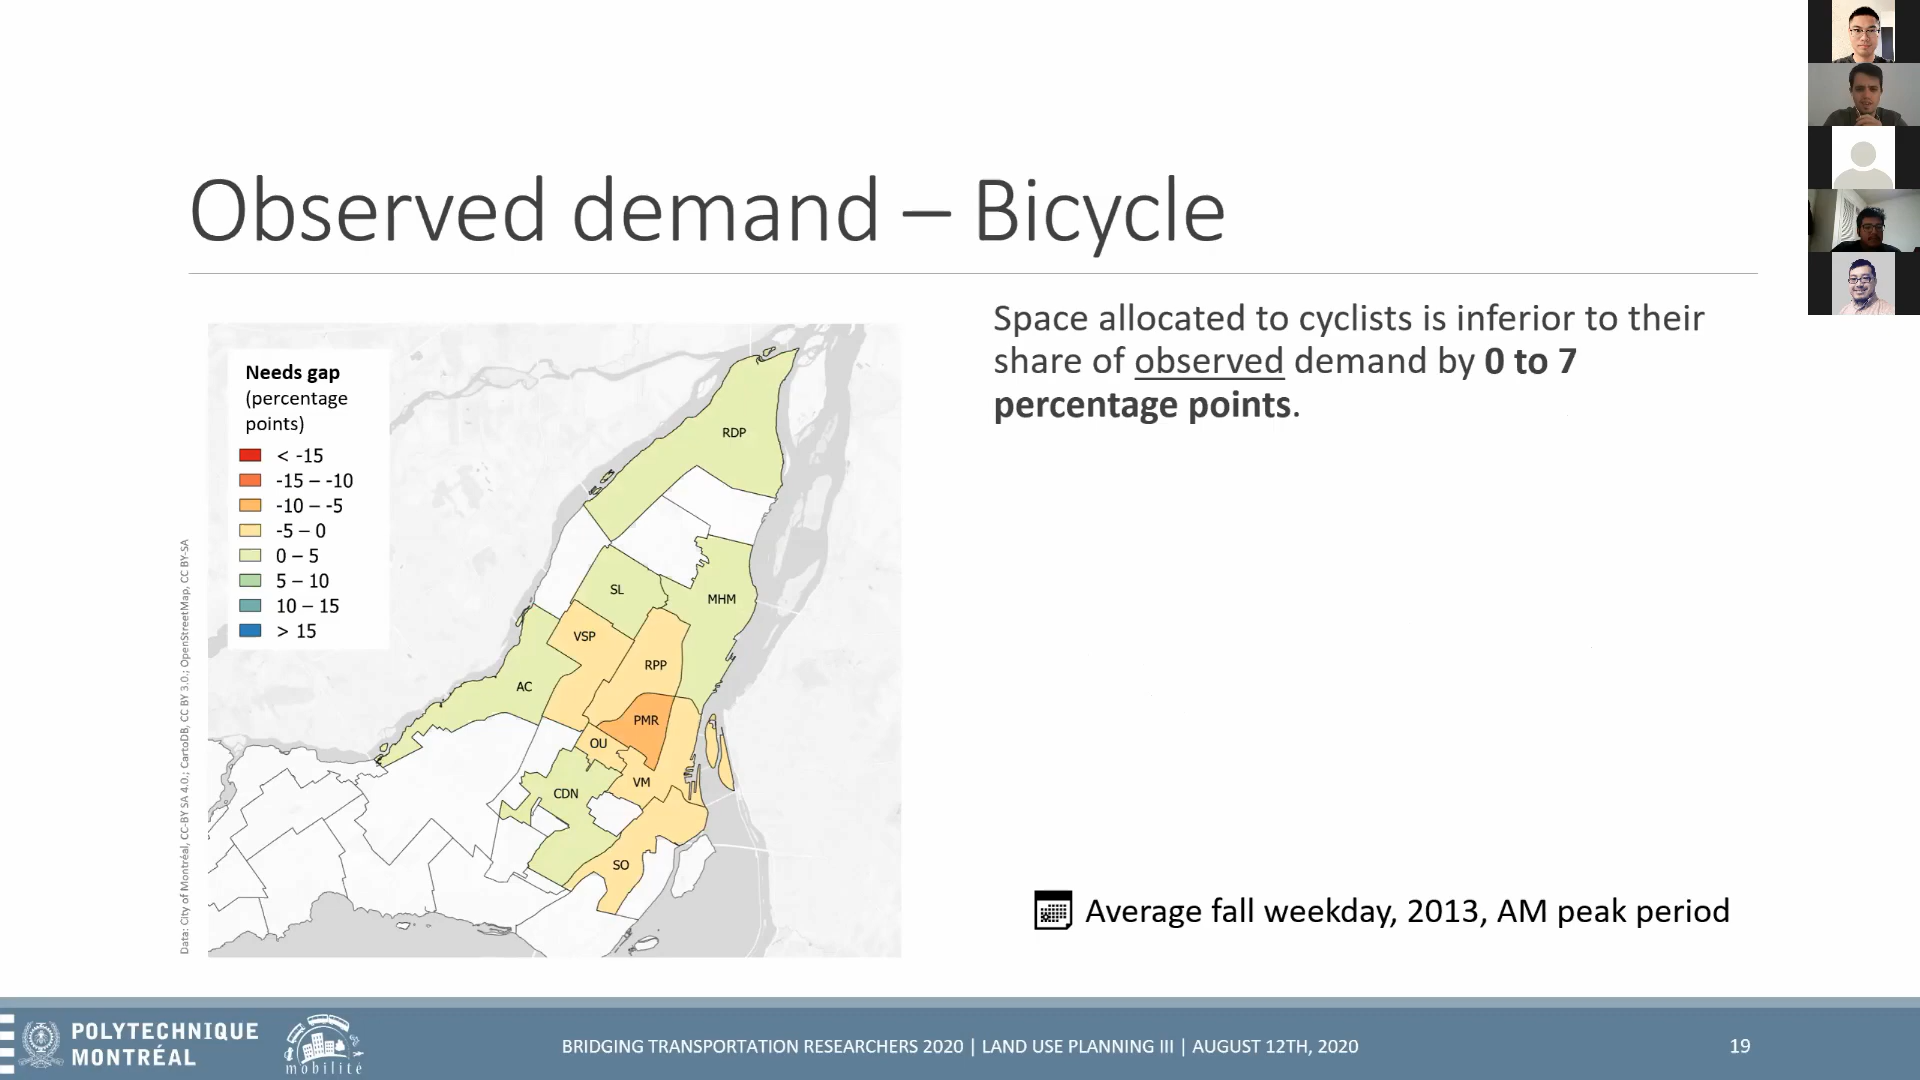 Observed demand – Bicycle
Space allocated to cyclists is inferior to their
share of observed demand by 0 to 7
percentage points.
Needs gap
(percentage
points)
< -15
-15 – -10
-10 – -5
-5 – 0
0 – 5
5 – 10
10 – 15
> 15
RDP
SL
MHM
VSP
RPP
AC
PMR
OU
VM
CDN
SO
Data: City of Montréal, CC-BY SA 4.0.; CartoDB, CC BY 3.0.; OpenStreetMap, CC BY-SA
Average fall weekday, 2013, AM peak period
POLYTECHNIQUE
MONTRÉAL
mobilité
BRIDGING TRANSPORTATION RESEARCHERS 2020 | LAND USE PLANNING III | AUGUST 12TH, 2020
19